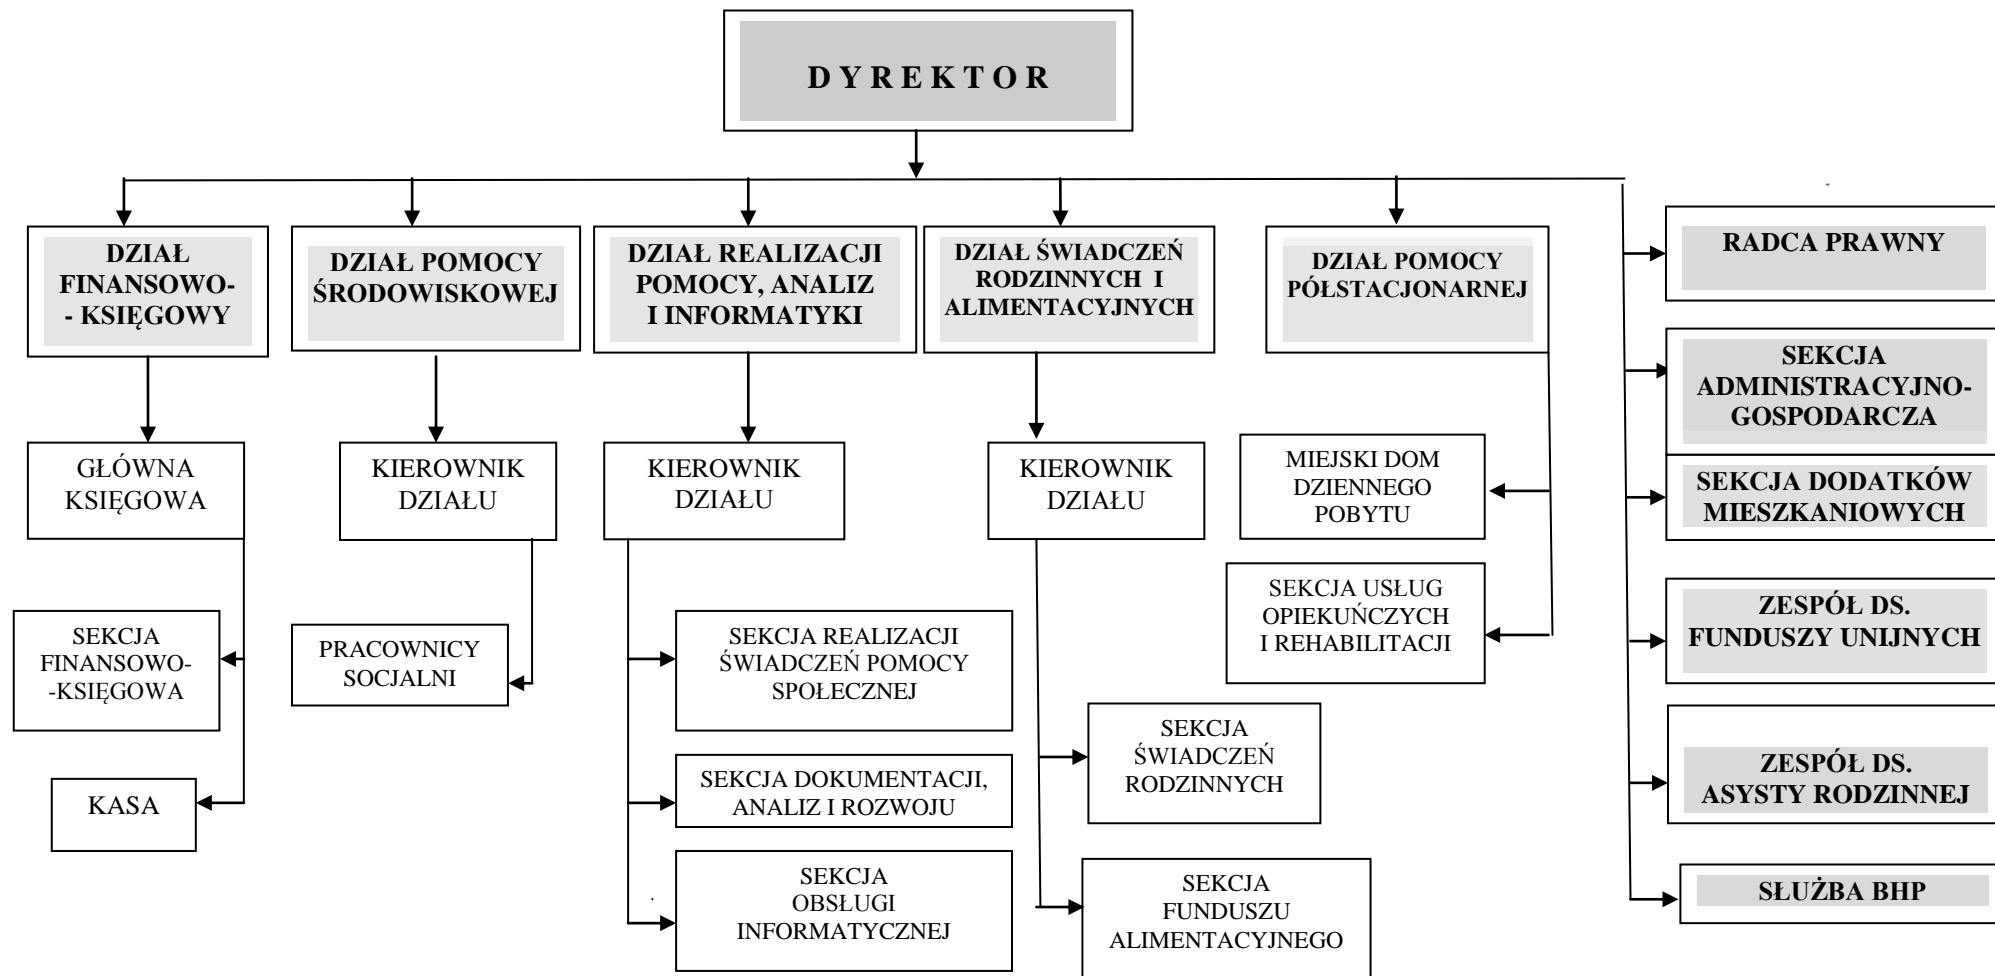 D Y R E K T O R
DZIAŁ
FINANSOWO-
- KSIĘGOWY
DZIAŁ POMOCY
ŚRODOWISKOWEJ
DZIAŁ REALIZACJI
POMOCY, ANALIZ
I INFORMATYKI
DZIAŁ ŚWIADCZEŃ
RODZINNYCH I
ALIMENTACYJNYCH
DZIAŁ POMOCY
PÓŁSTACJONARNEJ
RADCA PRAWNY
SEKCJA
ADMINISTRACYJNO-
GOSPODARCZA
SEKCJA DODATKÓW
MIESZKANIOWYCH
ZESPÓŁ DS.
FUNDUSZY UNIJNYCH
ZESPÓŁ DS.
ASYSTY RODZINNEJ
SŁUŻBA BHP
GŁÓWNA
KSIĘGOWA
KIEROWNIK
DZIAŁU
KIEROWNIK
DZIAŁU
KIEROWNIK
DZIAŁU
MIEJSKI DOM
DZIENNEGO
POBYTU
SEKCJA USŁUG
OPIEKUŃCZYCH
I REHABILITACJI
SEKCJA
FINANSOWO-
-KSIĘGOWA
KASA
PRACOWNICY
SOCJALNI
SEKCJA REALIZACJI
ŚWIADCZEŃ POMOCY
SPOŁECZNEJ
SEKCJA DOKUMENTACJI,
ANALIZ I ROZWOJU
SEKCJA
OBSŁUGI
INFORMATYCZNEJ
SEKCJA
ŚWIADCZEŃ
RODZINNYCH
SEKCJA
FUNDUSZU
ALIMENTACYJNEGO